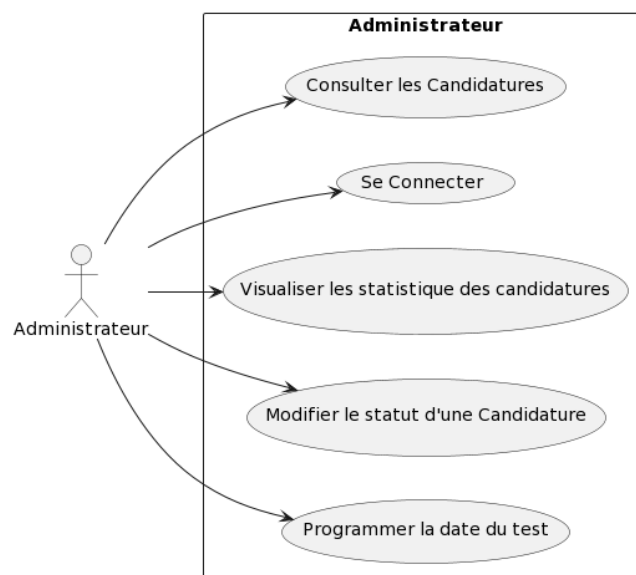 Administrateur
Consulter les Candidatures
Se Connecter
Visualiser les statistique des candidatures
Administrateur
Modifier le statut d'une Candidature
Programmer la date du test